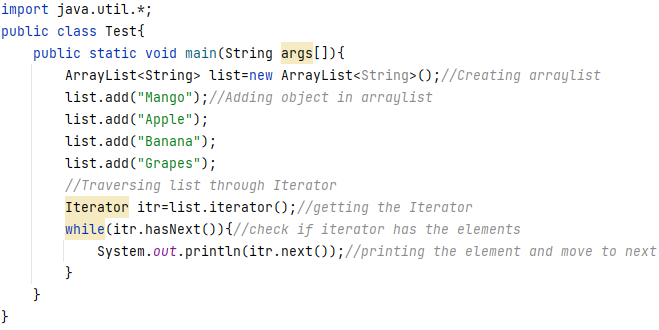 import java.util.*;
public class Test{
    public static void main(String args[]){
        ArrayList<String> list=new ArrayList<String>();//Creating arraylist
        list.add("Mango");//Adding object in arraylist
        list.add("Apple");
        list.add("Banana");
        list.add("Grapes");
        //Traversing list through Iterator
        Iterator itr=list.iterator();//getting the Iterator
        while(itr.hasNext()){//check if iterator has the elements
            System.out.println(itr.next());//printing the element and move to next
        }
    }
}